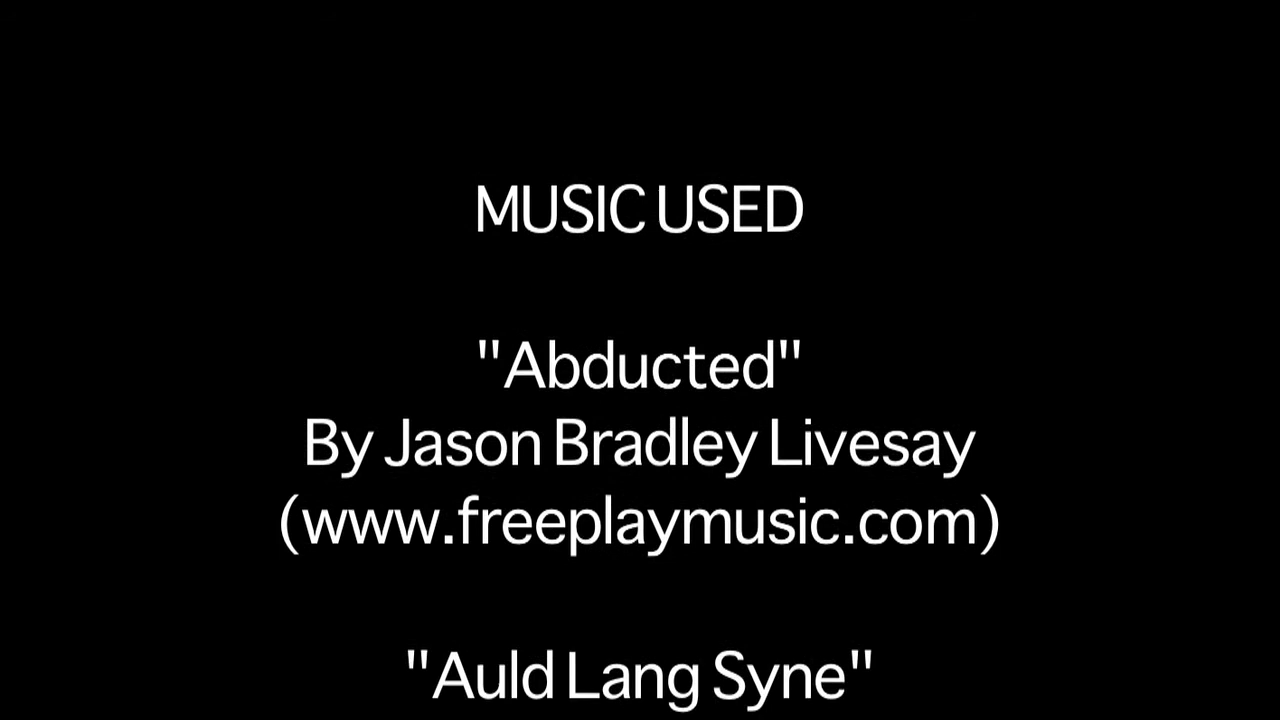 MUSIC USED
"Abducted"
By Jason Bradley Livesay
(www.freeplaymusic.com)
"Auld Lang Syne"